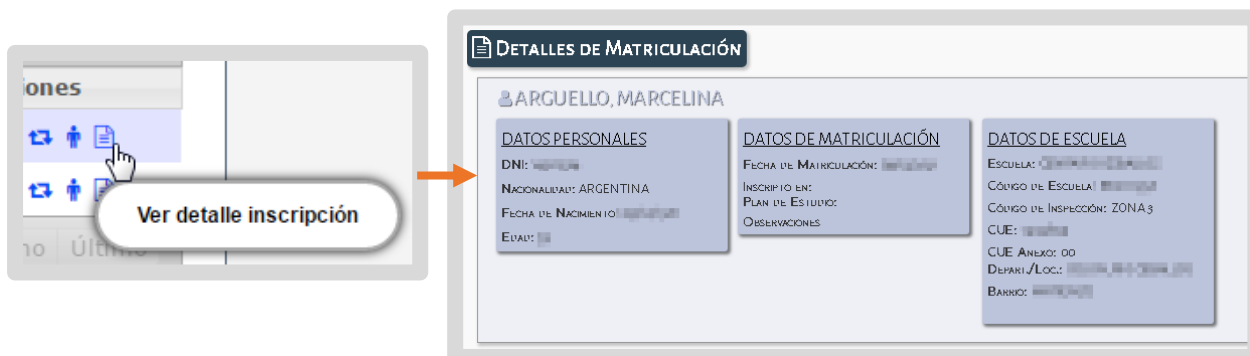 iones
Ver detalle inscripción
no Último
DETALLES DE MATRICULACIÓN
ARGUELLO, MARCELINA
DATOS PERSONALES
DNI:
NACIONALIDAD: ARGENTINA
FECHA DE NACIMIENTO
EDAD:
DATOS DE MATRICULACIÓN
FECHA DE MATRICULACIÓN:
INSCRIPTO EN:
PLAN DE ESTUDIO:
OBSERVACIONES
DATOS DE ESCUELA
ESCUELA:
CÓDIGO DE ESCUELA:
CÓDIGO DE INSPECCIÓN: ZONA3
CUE:
CUE ANEXO: 00
DEPART./LOC.:
BARRIO: